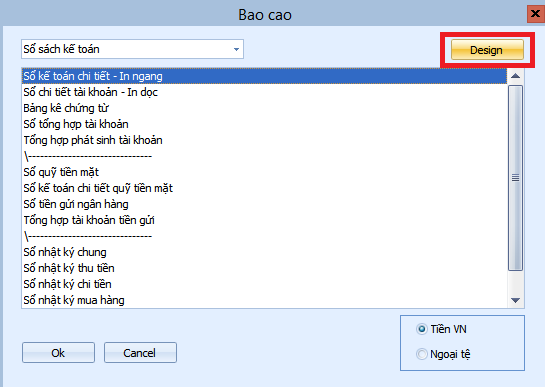 Bao cao
Sổ sách kế toán
Design
Sổ kế toán chi tiết - In ngang
Sổ chi tiết tài khoản - In dọc
Bảng kê chứng từ
Sổ tổng hợp tài khoản
Tổng hợp phát sinh tài khoản
\-------------------------------
Sổ quỹ tiền mặt
Sổ kế toán chi tiết quỹ tiền mặt
Sổ tiền gửi ngân hàng
Tổng hợp tài khoản tiền gửi
\-------------------------------
Sổ nhật ký chung
Sổ nhật ký thu tiền
Sổ nhật ký chi tiền
Sổ nhật ký mua hàng
Tiền VN
Ok
Cancel
Ngoại tệ